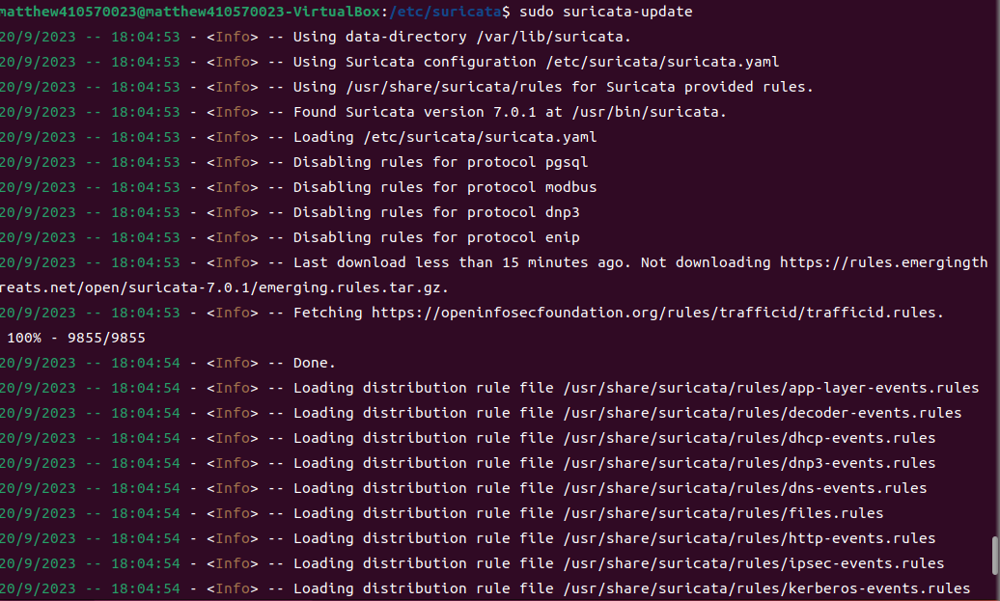 matthew410570023@matthew410570023-VirtualBox:/etc/suricata$ sudo suricata-update
20/9/2023 -- 18:04:53 - <Info> -- Using data-directory /var/lib/suricata.
20/9/2023 -- 18:04:53 - <Info> -- Using Suricata configuration /etc/suricata/suricata.yaml
20/9/2023 -- 18:04:53 - <Info> -- Using /usr/share/suricata/rules for Suricata provided rules.
20/9/2023 -- 18:04:53 - <Info> -- Found Suricata version 7.0.1 at /usr/bin/suricata.
20/9/2023 -- 18:04:53 - <Info> -- Loading /etc/suricata/suricata.yaml
20/9/2023 -- 18:04:53 - <Info> -- Disabling rules for protocol pgsql
20/9/2023 -- 18:04:53 - <Info> -- Disabling rules for protocol modbus
20/9/2023 -- 18:04:53 - <Info> -- Disabling rules for protocol dnp3
20/9/2023 -- 18:04:53 - <Info> -- Disabling rules for protocol enip
20/9/2023 -- 18:04:53 - <Info> -- Last download less than 15 minutes ago. Not downloading https://rules.emergingth
reats.net/open/suricata-7.0.1/emerging.rules.tar.gz.
20/9/2023 -- 18:04:53 - <Info> -- Fetching https://openinfosecfoundation.org/rules/trafficid/trafficid.rules.
100% - 9855/9855
20/9/2023 -- 18:04:54 - <Info> -- Done.
20/9/2023 -- 18:04:54 - <Info> -- Loading distribution rule file /usr/share/suricata/rules/app-layer-events.rules
20/9/2023 -- 18:04:54 - <Info> -- Loading distribution rule file /usr/share/suricata/rules/decoder-events.rules
20/9/2023 -- 18:04:54 - <Info> -- Loading distribution rule file /usr/share/suricata/rules/dhcp-events.rules
20/9/2023 -- 18:04:54 - <Info> -- Loading distribution rule file /usr/share/suricata/rules/dnp3-events.rules
20/9/2023 -- 18:04:54 - <Info> -- Loading distribution rule file /usr/share/suricata/rules/dns-events.rules
20/9/2023 -- 18:04:54 - <Info> -- Loading distribution rule file /usr/share/suricata/rules/files.rules
20/9/2023 -- 18:04:54 - <Info> -- Loading distribution rule file /usr/share/suricata/rules/http-events.rules
20/9/2023 -- 18:04:54 - <Info> -- Loading distribution rule file /usr/share/suricata/rules/ipsec-events.rules
20/9/2023 -- 18:04:54 - <Info> -- Loading distribution rule file /usr/share/suricata/rules/kerberos-events.rules